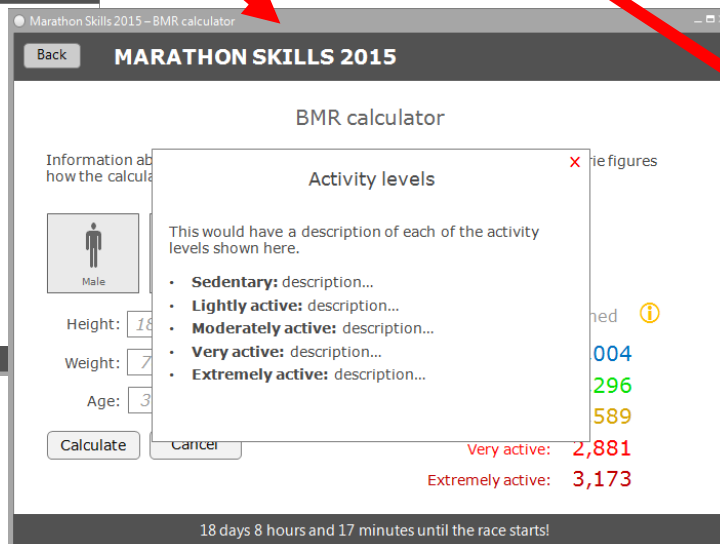 Marathon Skills 2015 – BMR calculator
Back MARATHON SKILLS 2015
BMR calculator
Information ab
rie figures
how the calcula
x
Activity levels
This would have a description of each of the activity
levels shown here.
• Sedentary: description...
• Lightly active: description...
• Moderately active: description...
• Very active: description...
• Extremely active: description...
Male
Height: 18
ned
Weight: 7
004
Age: 3
296
589
Calculate Cancel
Very active: 2,881
Extremely active: 3,173
18 days 8 hours and 17 minutes until the race starts!